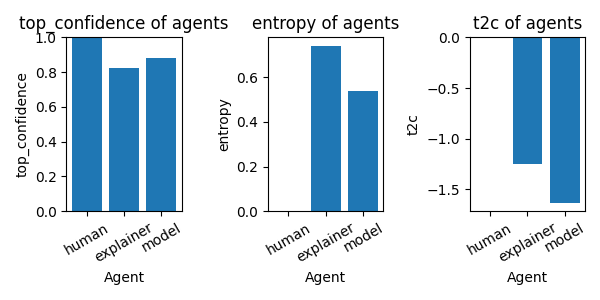 top_confidence of agents
top_confidence
1.0
0.8
0.6
0.4
0.2
0.0
human
explainer
model
Agent
entropy of agents
entropy
0.6
0.4
0.2
0.0
human
explainer
model
Agent
t2c of agents
t2c
0.0
−0.5
−1.0
−1.5
human
explainer
model
Agent